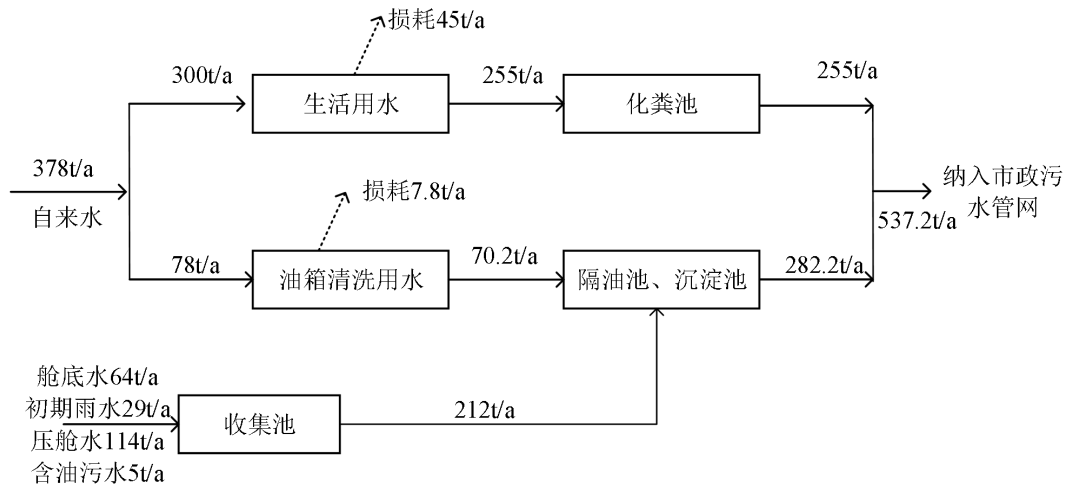 损耗45t/a
300t/a
生活用水
255t/a
化粪池
255t/a
378t/a
自来水
损耗7.8t/a
纳入市政污
水管网
537.2t/a
78t/a
油箱清洗用水
70.2t/a
隔油池、沉淀池
282.2t/a
舱底水64t/a
初期雨水29t/a
压舱水114t/a
含油污水5t/a
收集池
212t/a